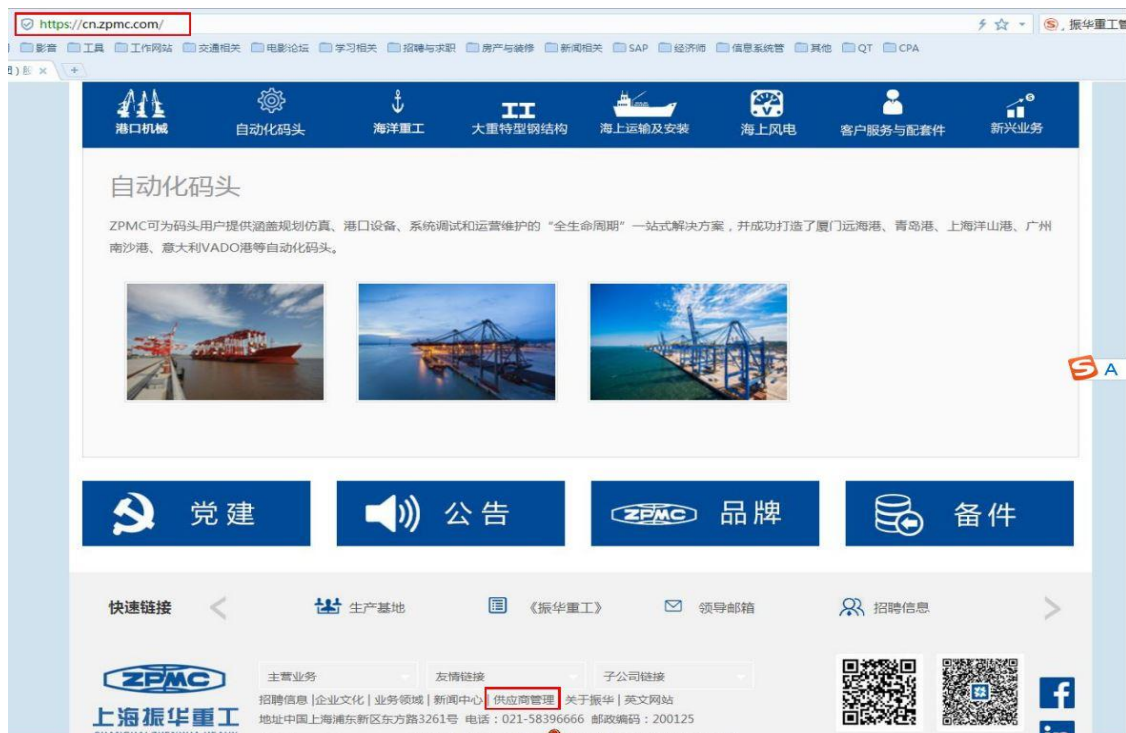 https://cn.zpmc.com/
振华重工管
影音 工具 工作网站 交通相关 电影论坛 学习相关 招聘与求职 房产与装修 新闻相关 SAP 经济师 信息系统管 其他 QT CPA
港口机械 自动化码头 海洋重工 大重特型钢结构 海上运输及安装 海上风电 客户服务与配套件 新兴业务
自动化码头
ZPMC可为码头用户提供涵盖规划仿真、港口设备、系统调试和运营维护的“全生命周期”一站式解决方案，并成功打造了厦门远海港、青岛港、上海洋山港、广州
南沙港、意大利VADO港等自动化码头。
A
党建 公告 ZPMC 品牌 备件
快速链接 生产基地 《振华重工》 领导邮箱 招聘信息
ZPMC
主营业务 友情链接 子公司链接
招聘信息 |企业文化 | 业务领域 | 新闻中心 | 供应商管理 | 关于振华 | 英文网站
上海振华重工
地址中国上海浦东新区东方路3261号 电话：021-58396666 邮政编码：200125